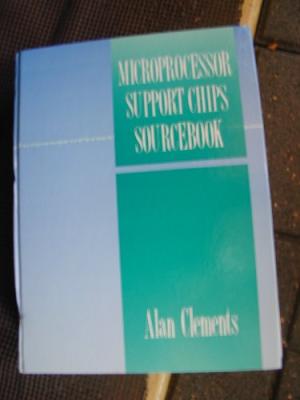 MICROPROCESSOR
SUPPORT CHIPS
SOURCEBOOK
Alan Clements